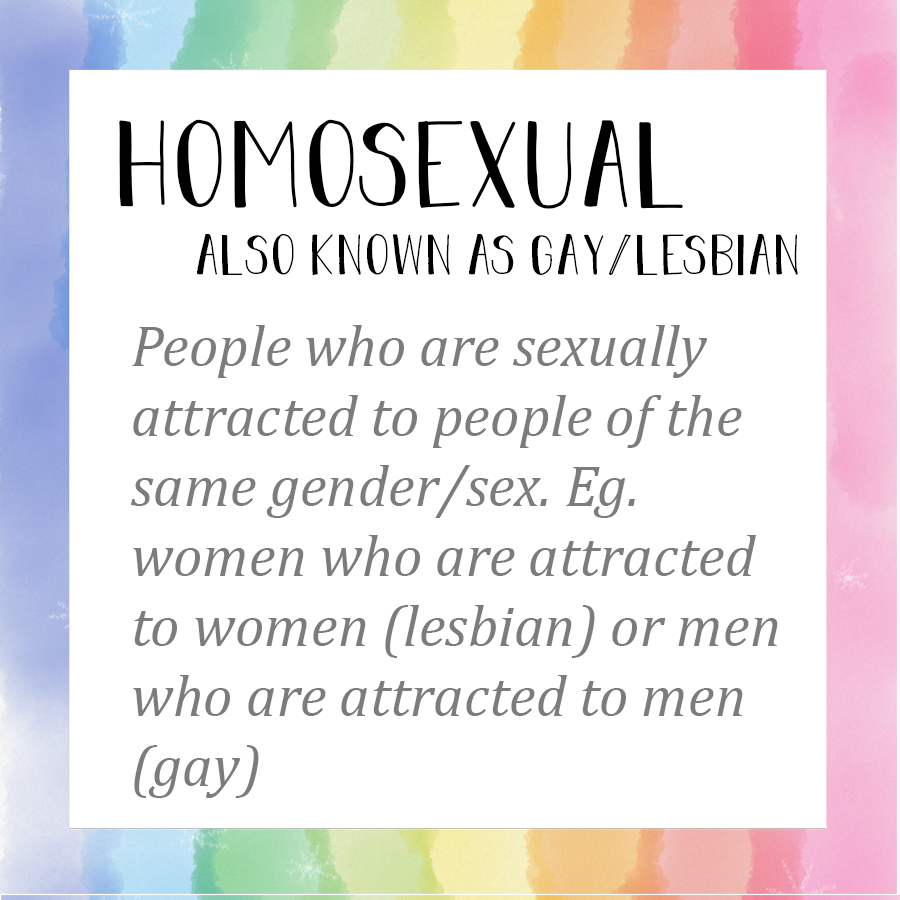 HOMOSEXUAL
ALSO KNOWN AS GAY/LESBIAN
People who are sexually
attracted to people of the
same gender/sex. Eg.
women who are attracted
to women (lesbian) or men
who are attracted to men
(gay)